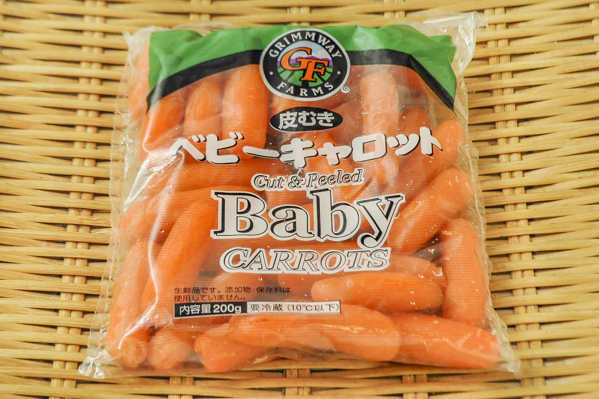 GRIMMWAY
GF
FARMS
®
皮むき
ベビーキャロット
Cut & Peeled
Baby
CARROTS
生鮮品です。添加物・保存料は
使用していません。
内容量200g 要冷蔵(10℃以下)